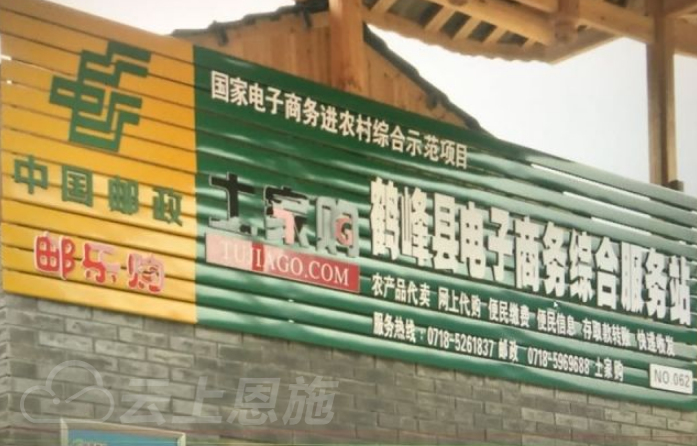 中国邮政
邮乐购
国家电子商务进农村综合示范项目
土家购
TUJIAGO.COM
鹤峰县电子商务综合服务站
农产品代卖 网上代购 便民缴费 便民信息 存取款转账 快递收发
服务热线：0718-5261837 邮政 0718-5969688 土家购
NO 062
云上恩施